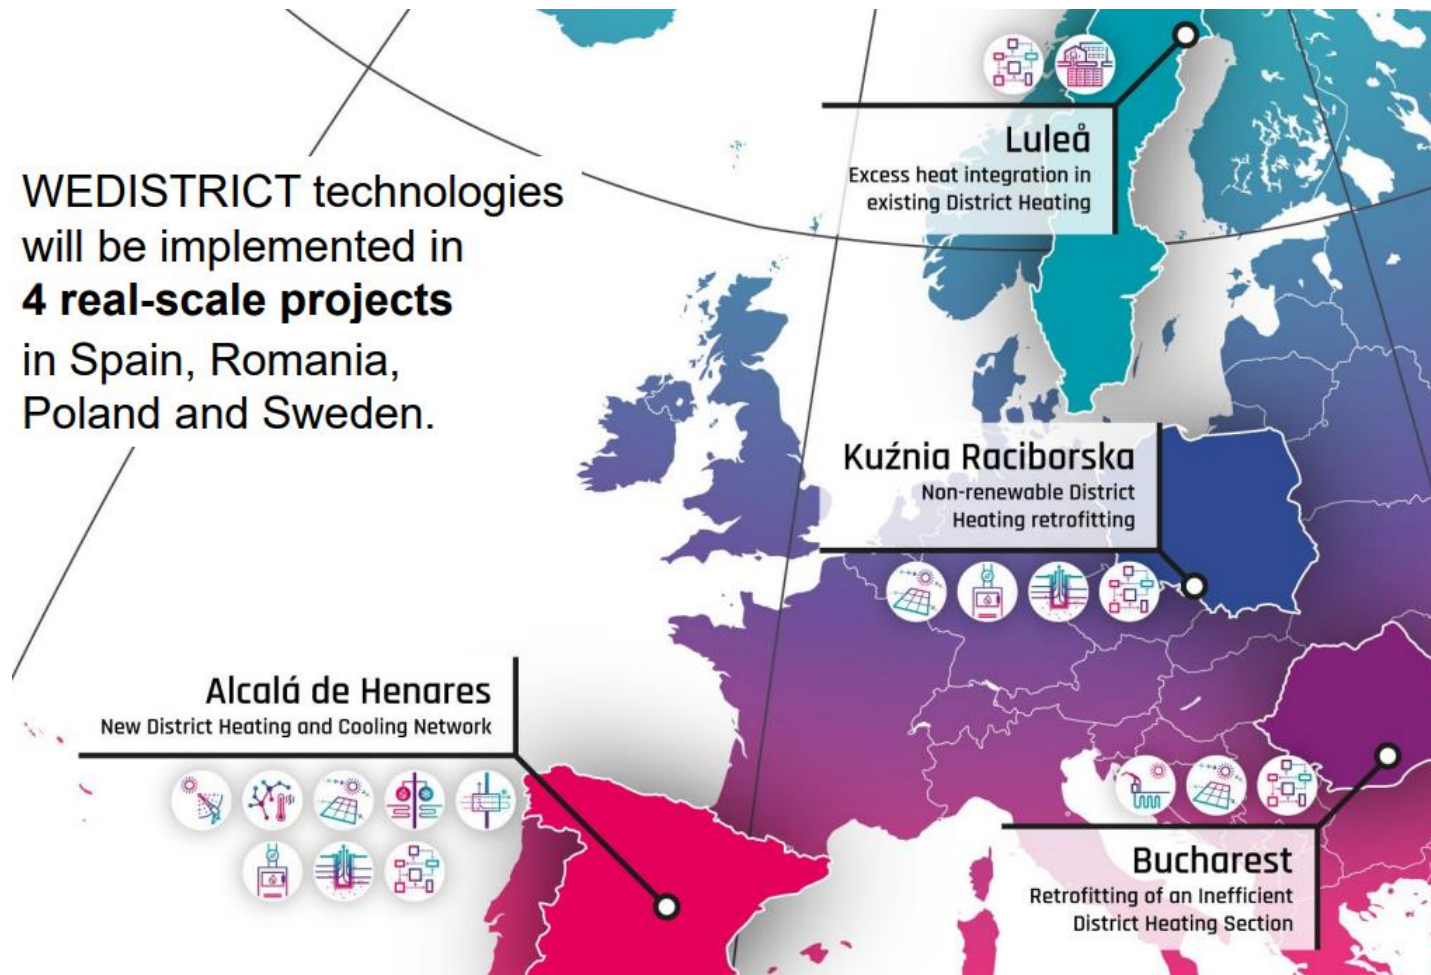 WEDISTRICT technologies
will be implemented in
4 real-scale projects
in Spain, Romania,
Poland and Sweden.
Luleå
Excess heat integration in
existing District Heating
Kuźnia Raciborska
Non-renewable District
Heating retrofitting
Alcalá de Henares
New District Heating and Cooling Network
Bucharest
Retrofitting of an Inefficient
District Heating Section